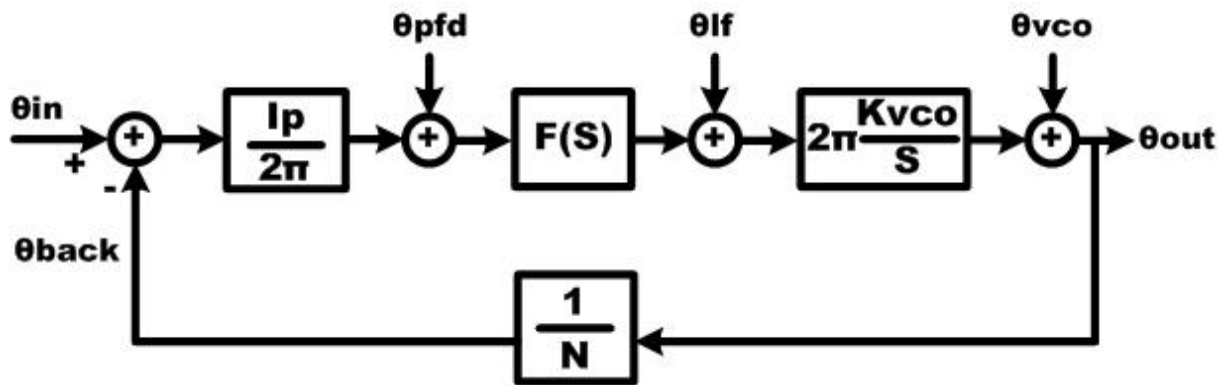 θpfd θlf θvco
θin + Ip + F(S) + 2π Kvco + θout
2π S
+
-
θback
1
N